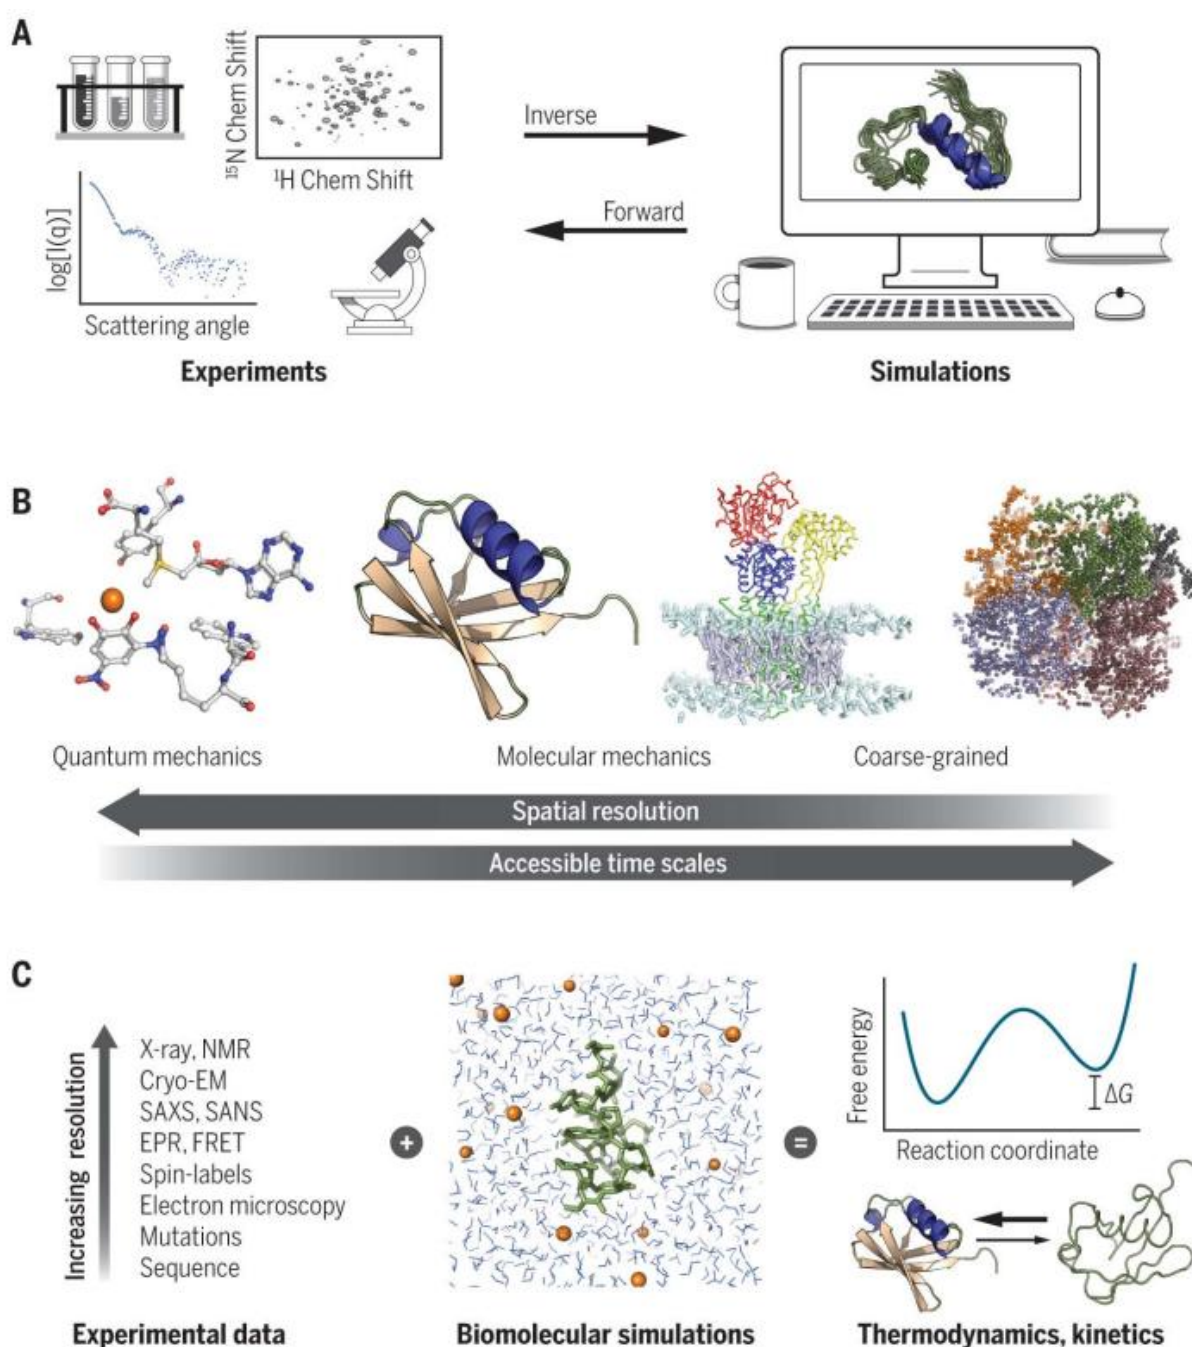 A
¹⁵N Chem Shift
¹H Chem Shift
log[I(q)]
Scattering angle
Experiments
Inverse
Forward
Simulations
B
Quantum mechanics
Molecular mechanics
Coarse-grained
Spatial resolution
Accessible time scales
C
Increasing resolution
X-ray, NMR
Cryo-EM
SAXS, SANS
EPR, FRET
Spin-labels
Electron microscopy
Mutations
Sequence
Experimental data
+
Biomolecular simulations
=
Free energy
ΔG
Reaction coordinate
Thermodynamics, kinetics